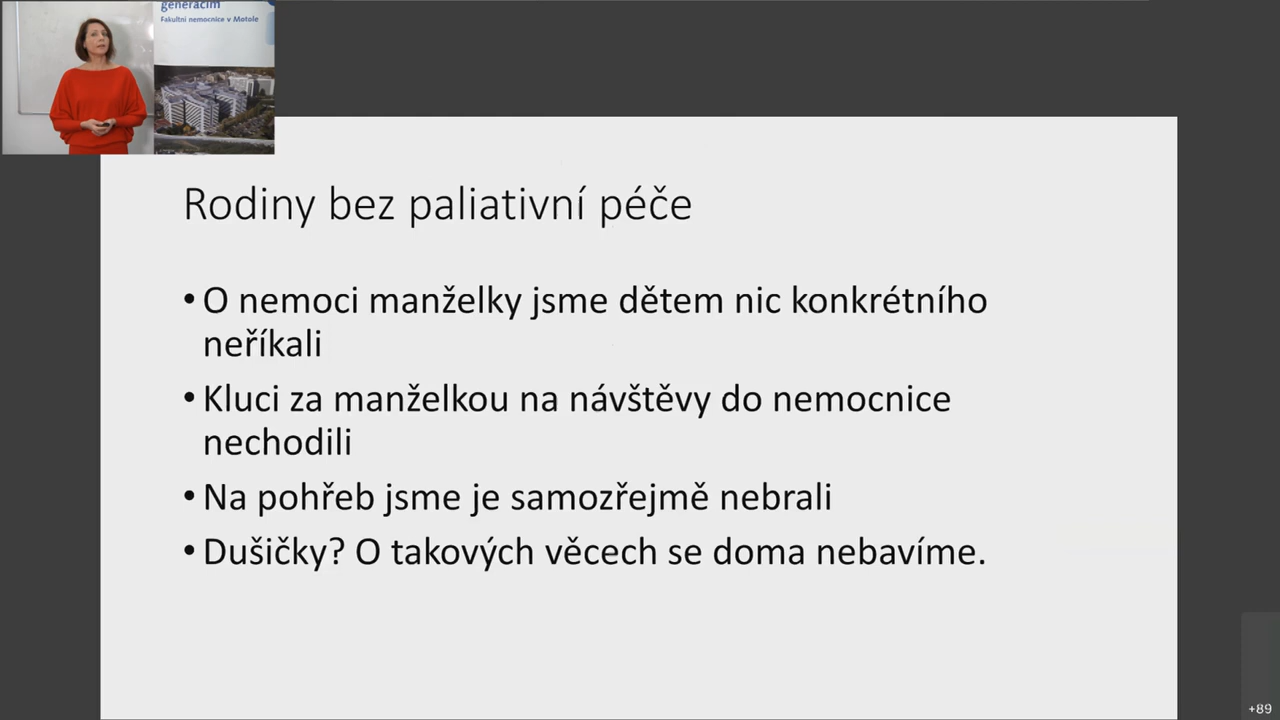 generacím
Fakultní nemocnice v Motole
Rodiny bez paliativní péče
• O nemoci manželky jsme dětem nic konkrétního
neříkali
• Kluci za manželkou na návštěvy do nemocnice
nechodili
• Na pohřeb jsme je samozřejmě nebrali
• Dušičky? O takových věcech se doma nebavíme.
+89